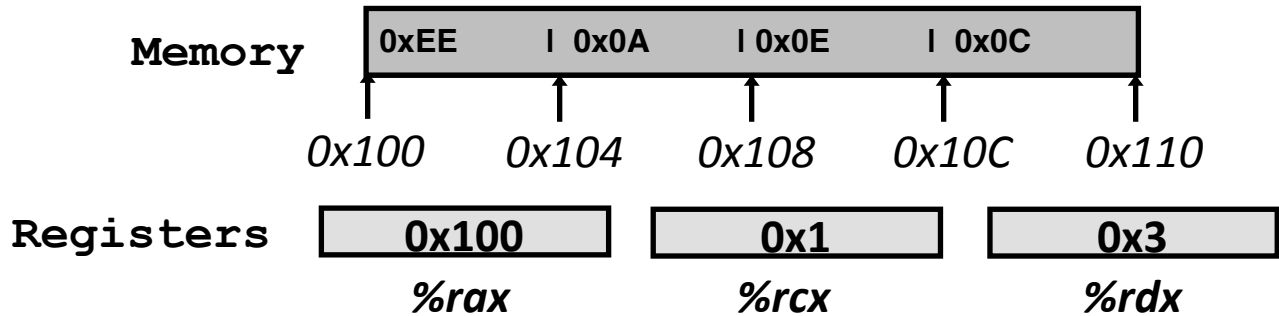 Memory 0xEE | 0x0A | 0x0E | 0x0C
0x100 0x104 0x108 0x10C 0x110
Registers 0x100 0x1 0x3
%rax %rcx %rdx